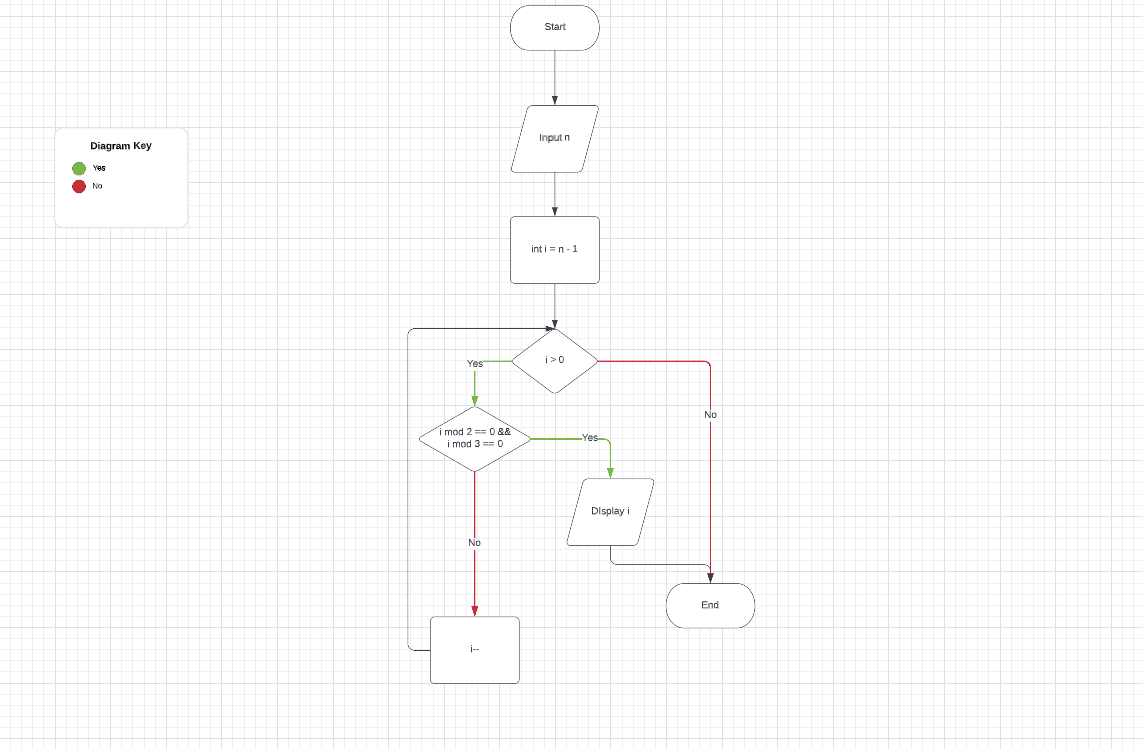 Start
Diagram Key
Yes
No
Input n
int i = n - 1
i > 0
Yes
No
i mod 2 == 0 &&
i mod 3 == 0
Yes
DIsplay i
No
End
i--